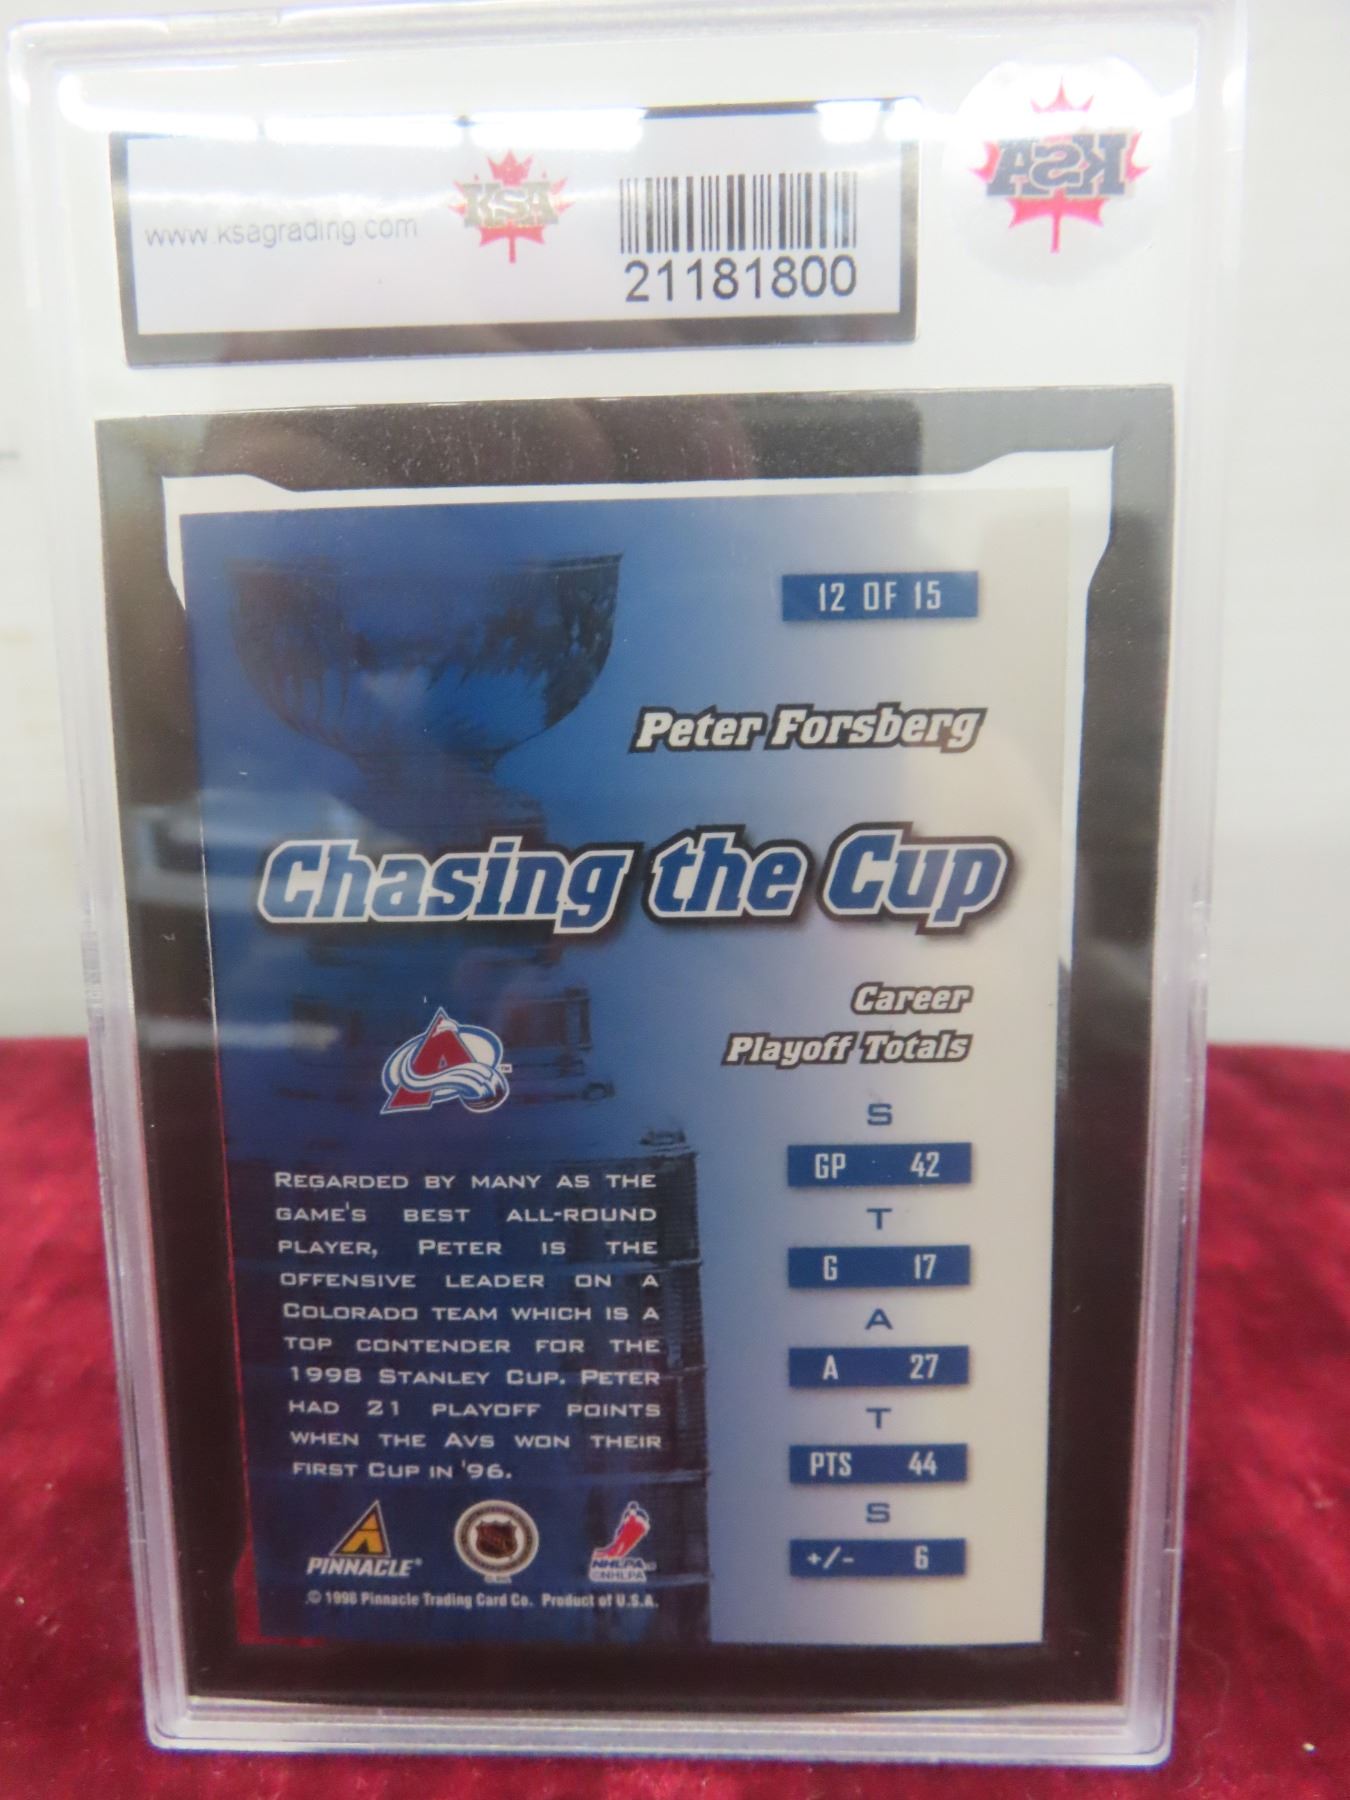 www.ksagrading.com
KSA
21181800
KSA
12 OF 15
Peter Forsberg
Chasing the Cup
Career
Playoff Totals
S
GP 42
T
G 17
A
A 27
T
PTS 44
S
+/- 6
REGARDED BY MANY AS THE
GAME'S BEST ALL-ROUND
PLAYER, PETER IS THE
OFFENSIVE LEADER ON A
COLORADO TEAM WHICH IS A
TOP CONTENDER FOR THE
1998 STANLEY CUP. PETER
HAD 21 PLAYOFF POINTS
WHEN THE AVS WON THEIR
FIRST CUP IN '96.
PINNACLE®
NHLPA
©NHLPA
© 1998 Pinnacle Trading Card Co. Product of U.S.A.